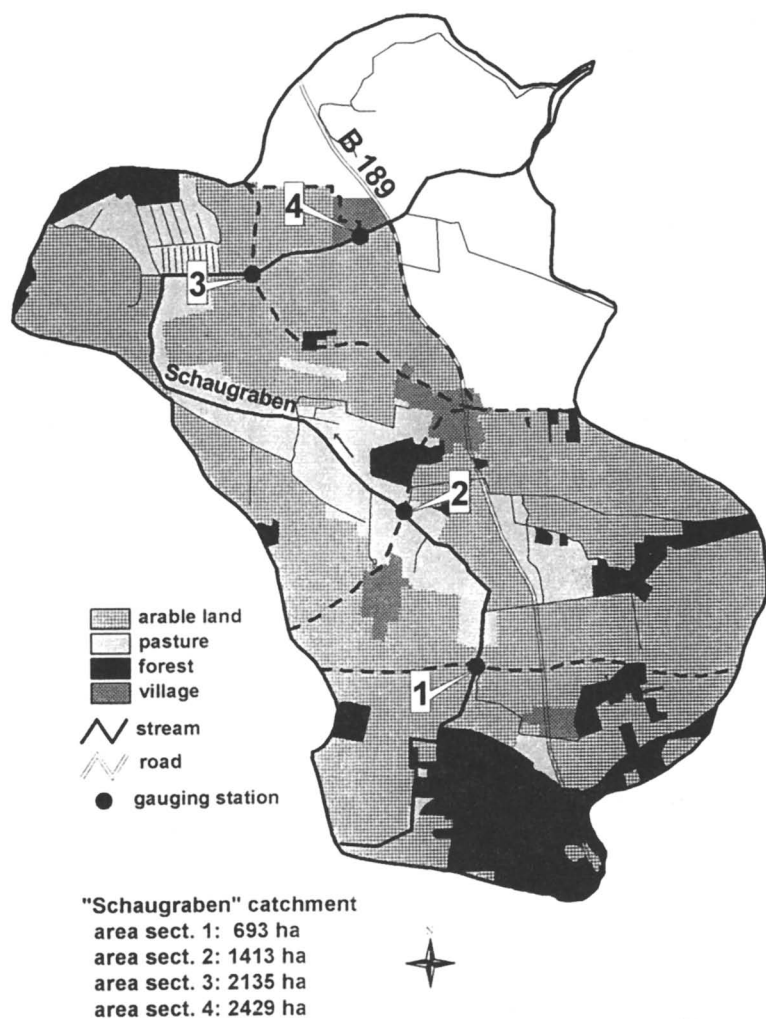 B-189
4
3
Schaugraben
2
1
arable land
pasture
forest
village
stream
road
gauging station
"Schaugraben" catchment
area sect. 1: 693 ha
area sect. 2: 1413 ha
area sect. 3: 2135 ha
area sect. 4: 2429 ha
N